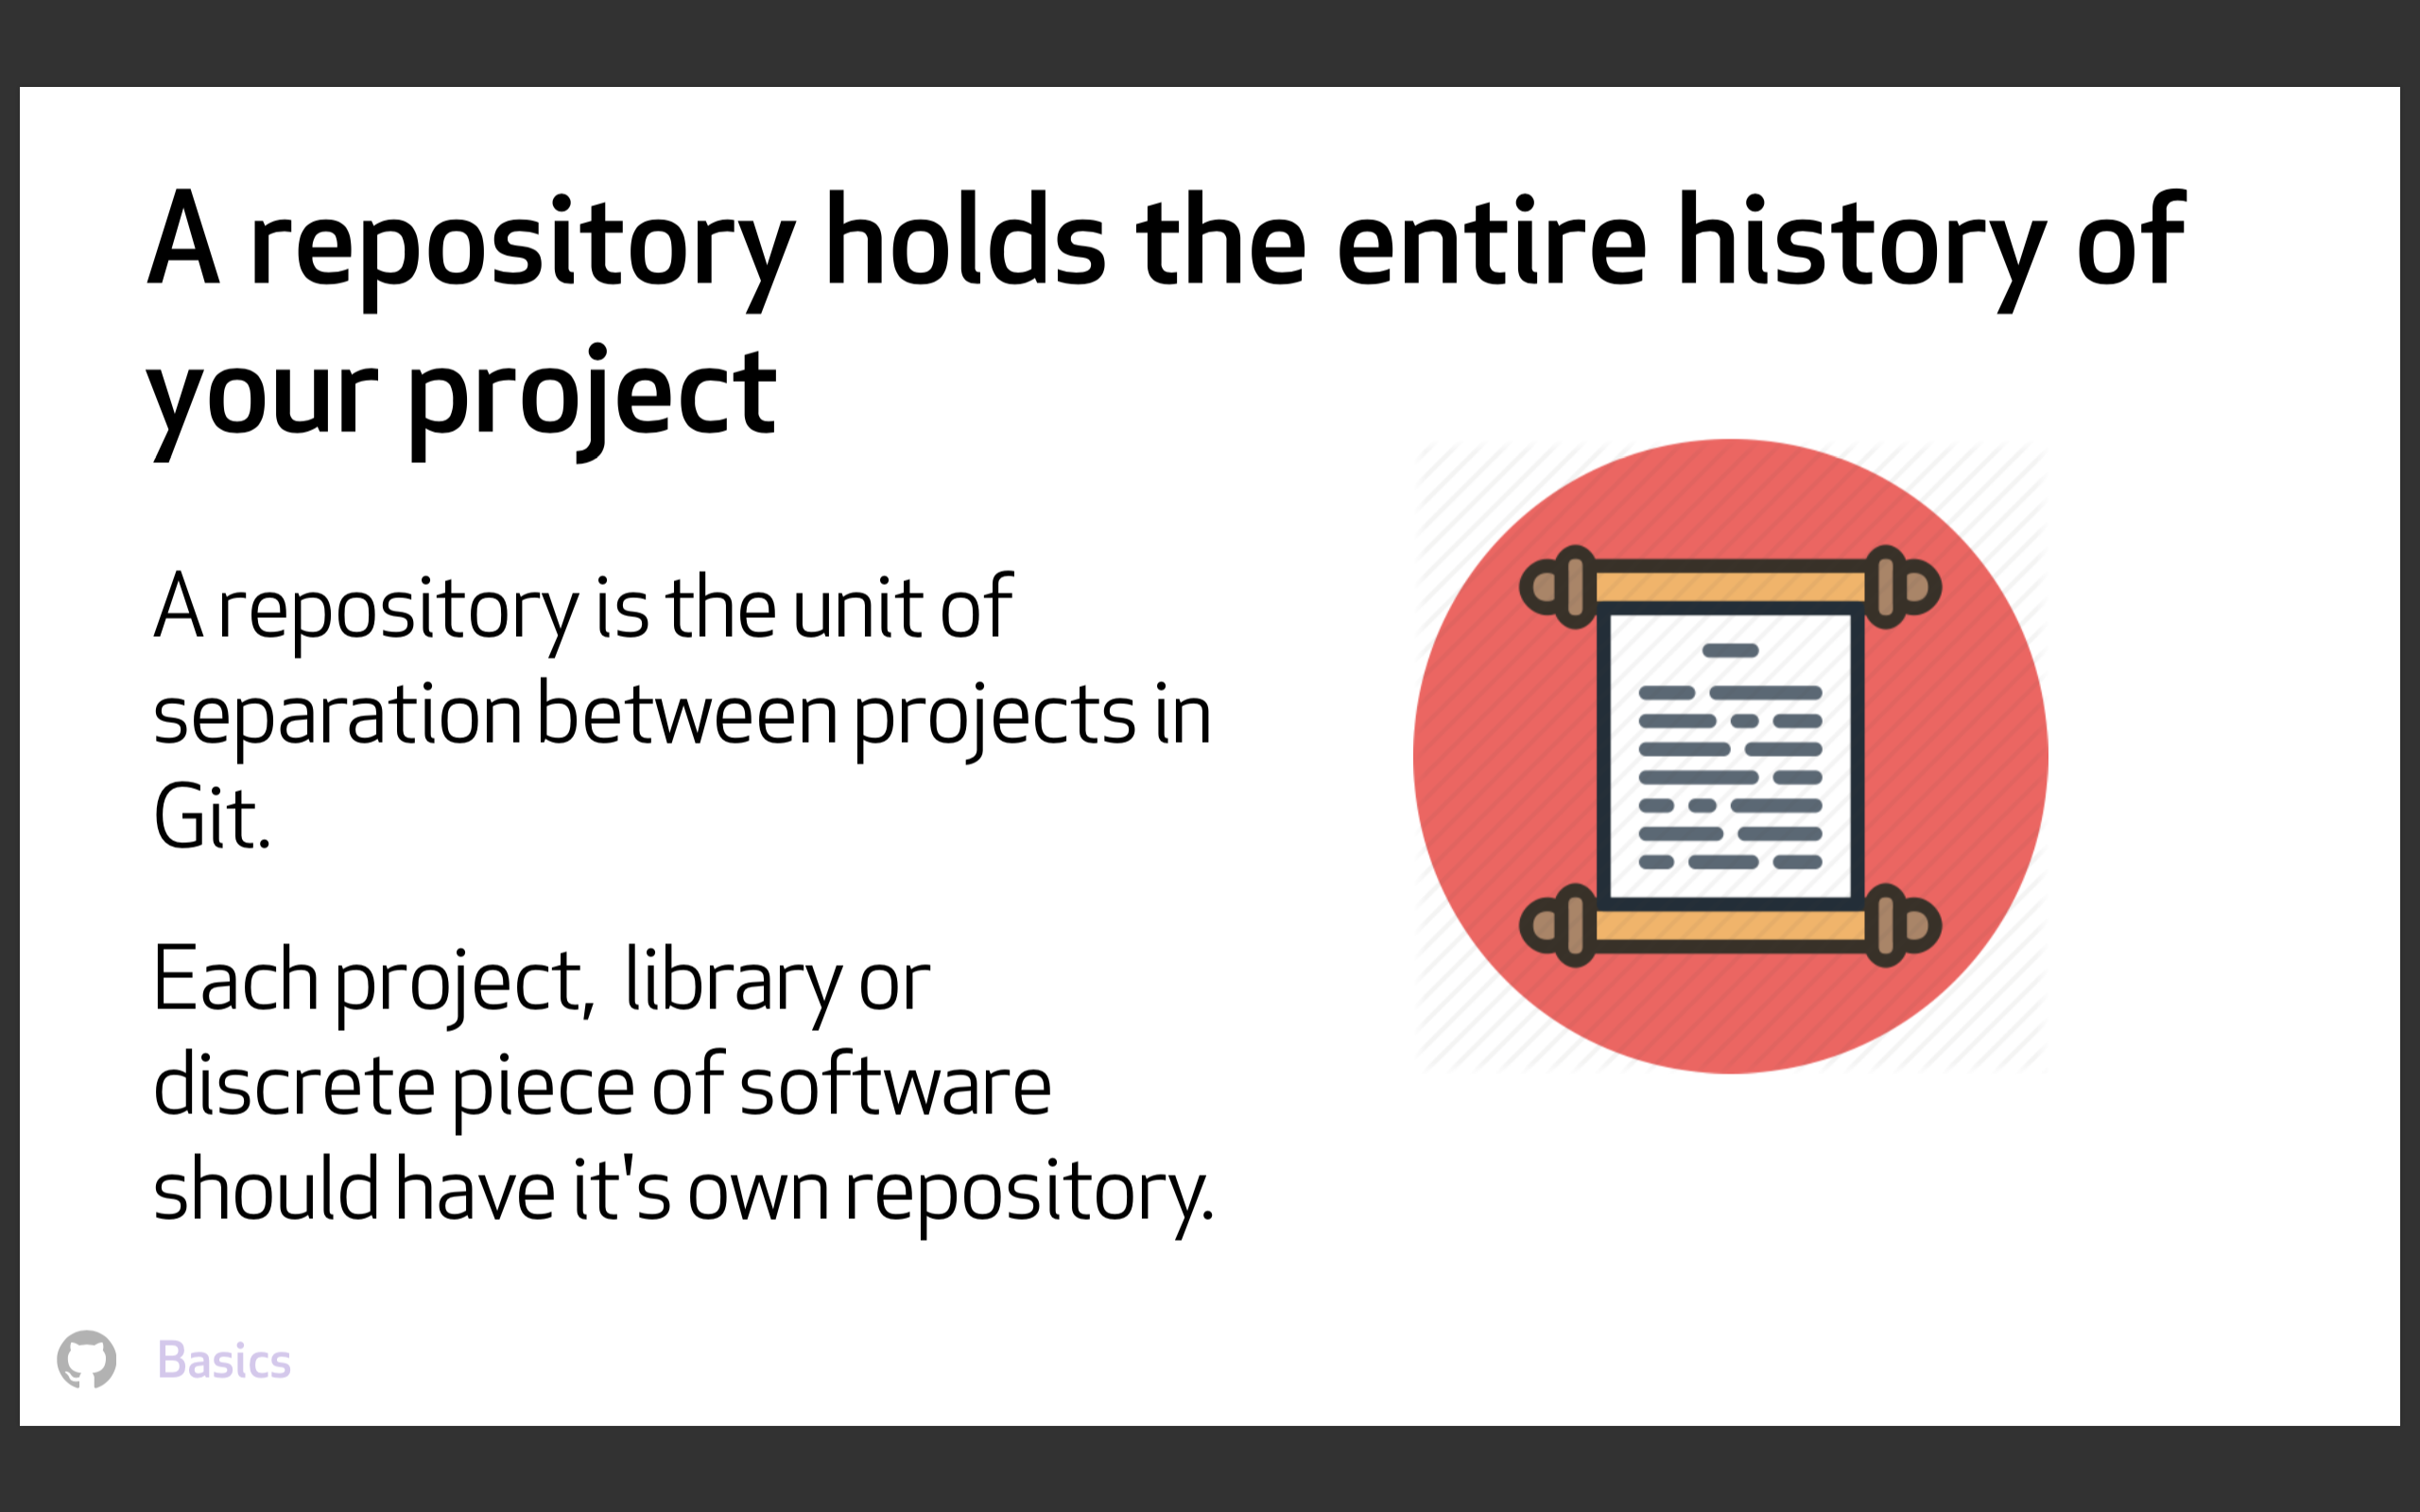 A repository holds the entire history of
your project
A repository is the unit of
separation between projects in
Git.
Each project, library or
discrete piece of software
should have it's own repository.
Basics